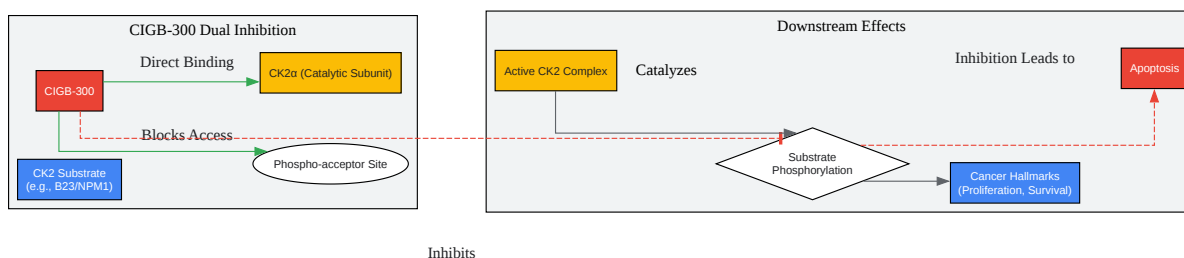 CIGB-300 Dual Inhibition
Direct Binding
CK2α (Catalytic Subunit)
CIGB-300
Blocks Access
Phospho-acceptor Site
CK2 Substrate
(e.g., B23/NPM1)
Downstream Effects
Active CK2 Complex
Catalyzes
Inhibition Leads to
Apoptosis
Substrate
Phosphorylation
Cancer Hallmarks
(Proliferation, Survival)
Inhibits